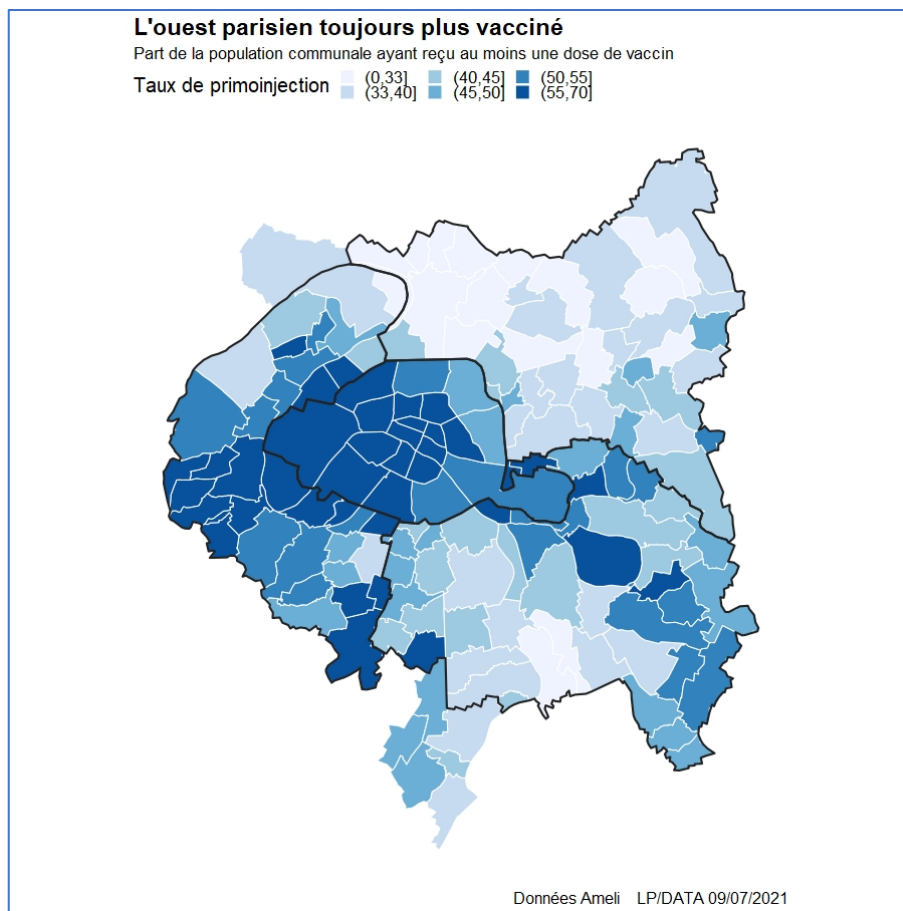 L'ouest parisien toujours plus vacciné
Part de la population communale ayant reçu au moins une dose de vaccin
Taux de primoinjection (0,33] (40,45] (50,55]
(33,40] (45,50] (55,70]
Données Ameli LP/DATA 09/07/2021